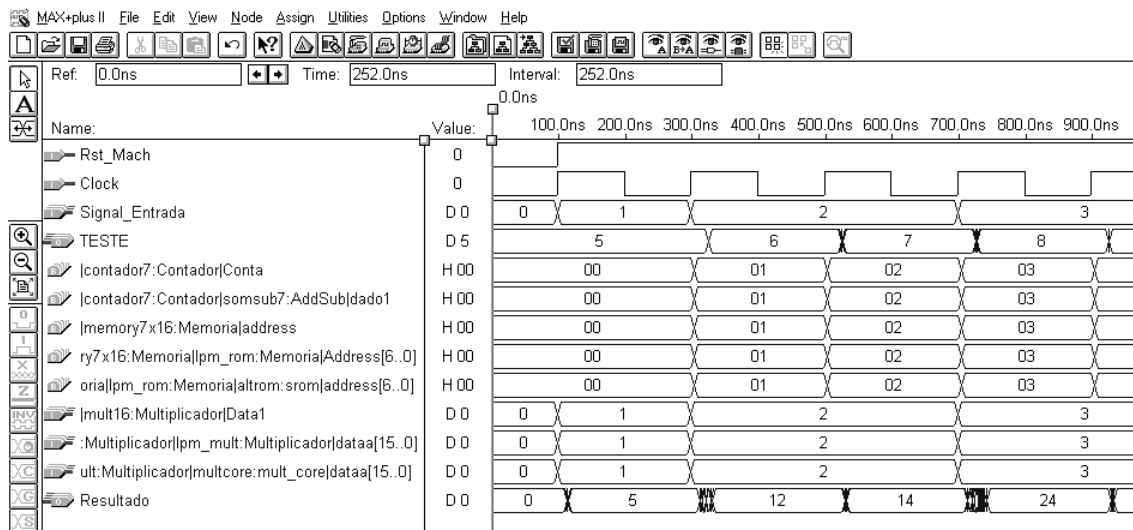 MAX+plus II File Edit View Node Assign Utilities Options Window Help
Ref: 0.0ns Time: 252.0ns Interval: 252.0ns
0.0ns
Name: Value: 100.0ns 200.0ns 300.0ns 400.0ns 500.0ns 600.0ns 700.0ns 800.0ns 900.0ns
Rst_Mach 0
Clock 0
Signal_Entrada D 0 0 1 2 3
TESTE D 5 5 6 7 8
|contador7:Contador|Conta H 00 00 01 02 03
|contador7:Contador|somsub7:AddSub|dado1 H 00 00 01 02 03
|memory7x16:Memoria|address H 00 00 01 02 03
ry7x16:Memoria|lpm_rom:Memoria|Address[6..0] H 00 00 01 02 03
oria|lpm_rom:Memoria|altrom:srom|address[6..0] H 00 00 01 02 03
|mult16:Multiplicador|Data1 D 0 0 1 2 3
:Multiplicador|lpm_mult:Multiplicador|dataa[15..0] D 0 0 1 2 3
ult:Multiplicador|multcore:mult_core|dataa[15..0] D 0 0 1 2 3
Resultado D 0 0 5 12 14 24